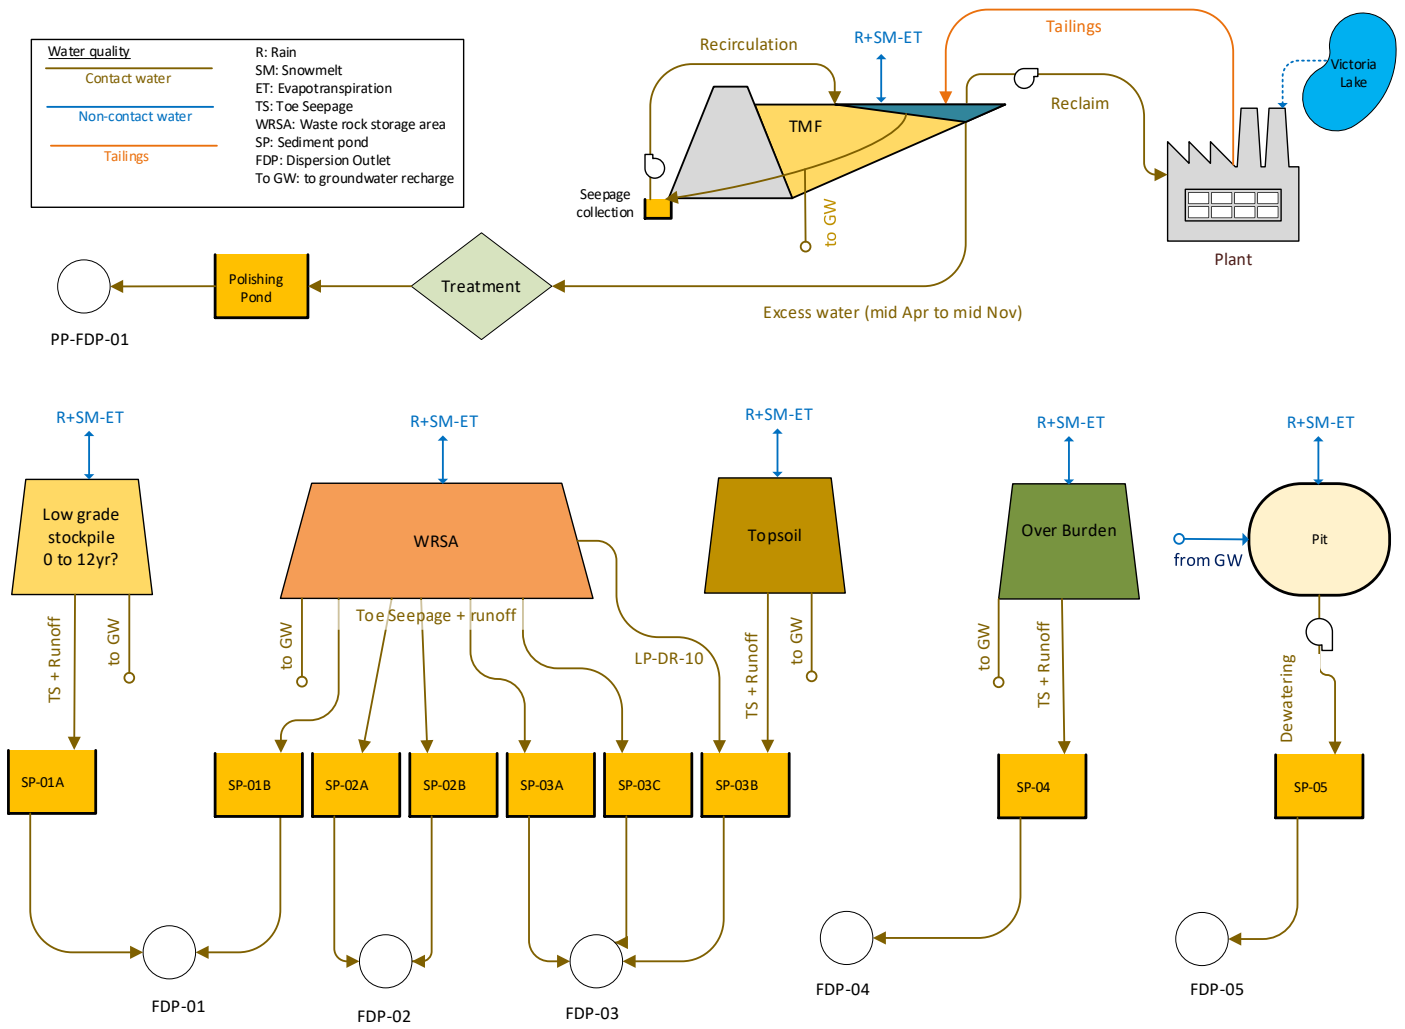 Water quality
Contact water
Non-contact water
Tailings
R: Rain
SM: Snowmelt
ET: Evapotranspiration
TS: Toe Seepage
WRSA: Waste rock storage area
SP: Sediment pond
FDP: Dispersion Outlet
To GW: to groundwater recharge
Recirculation
R+SM-ET
Tailings
Reclaim
Victoria
Lake
TMF
Seepage
collection
to GW
Plant
Polishing
Pond
Treatment
Excess water (mid Apr to mid Nov)
PP-FDP-01
R+SM-ET
R+SM-ET
R+SM-ET
R+SM-ET
R+SM-ET
Low grade
stockpile
0 to 12yr?
WRSA
Topsoil
Over Burden
Pit
from GW
TS + Runoff
to GW
to GW
Toe Seepage + runoff
LP-DR-10
TS + Runoff
to GW
to GW
TS + Runoff
Dewatering
SP-01A
SP-01B
SP-02A
SP-02B
SP-03A
SP-03C
SP-03B
SP-04
SP-05
FDP-01
FDP-02
FDP-03
FDP-04
FDP-05